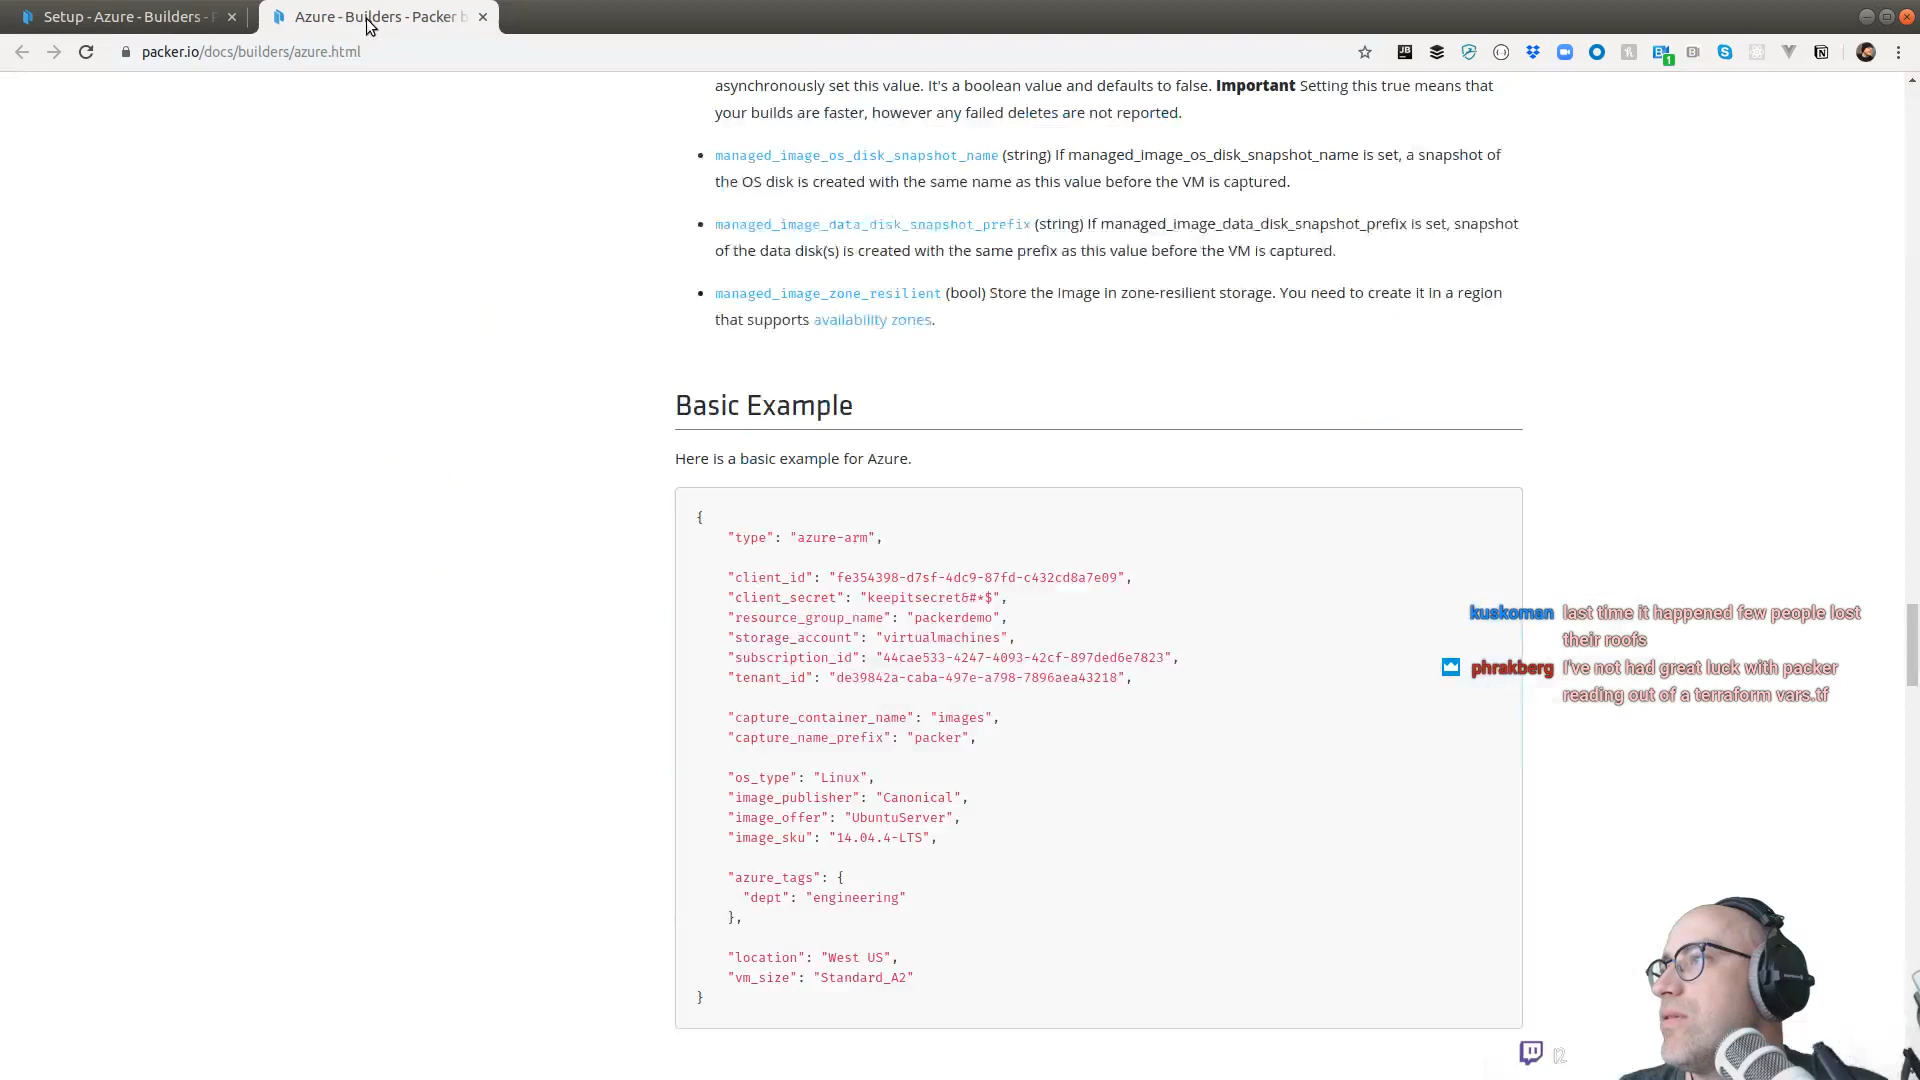 Setup - Azure - Builders - P
Azure - Builders - Packer b
packer.io/docs/builders/azure.html
asynchronously set this value. It's a boolean value and defaults to false. Important Setting this true means that
your builds are faster, however any failed deletes are not reported.
managed_image_os_disk_snapshot_name (string) If managed_image_os_disk_snapshot_name is set, a snapshot of
the OS disk is created with the same name as this value before the VM is captured.
managed_image_data_disk_snapshot_prefix (string) If managed_image_data_disk_snapshot_prefix is set, snapshot
of the data disk(s) is created with the same prefix as this value before the VM is captured.
managed_image_zone_resilient (bool) Store the image in zone-resilient storage. You need to create it in a region
that supports availability zones.
Basic Example
Here is a basic example for Azure.
{
"type": "azure-arm",
"client_id": "fe354398-d7sf-4dc9-87fd-c432cd8a7e09",
"client_secret": "keepitsecret&#*$",
"resource_group_name": "packerdemo",
"storage_account": "virtualmachines",
"subscription_id": "44cae533-4247-4093-42cf-897ded6e7823",
"tenant_id": "de39842a-caba-497e-a798-7896aea43218",
"capture_container_name": "images",
"capture_name_prefix": "packer",
"os_type": "Linux",
"image_publisher": "Canonical",
"image_offer": "UbuntuServer",
"image_sku": "14.04.4-LTS",
"azure_tags": {
"dept": "engineering"
},
"location": "West US",
"vm_size": "Standard_A2"
}
kuskoman last time it happened few people lost
their roofs
phrakberg I've not had great luck with packer
reading out of a terraform vars.tf
12